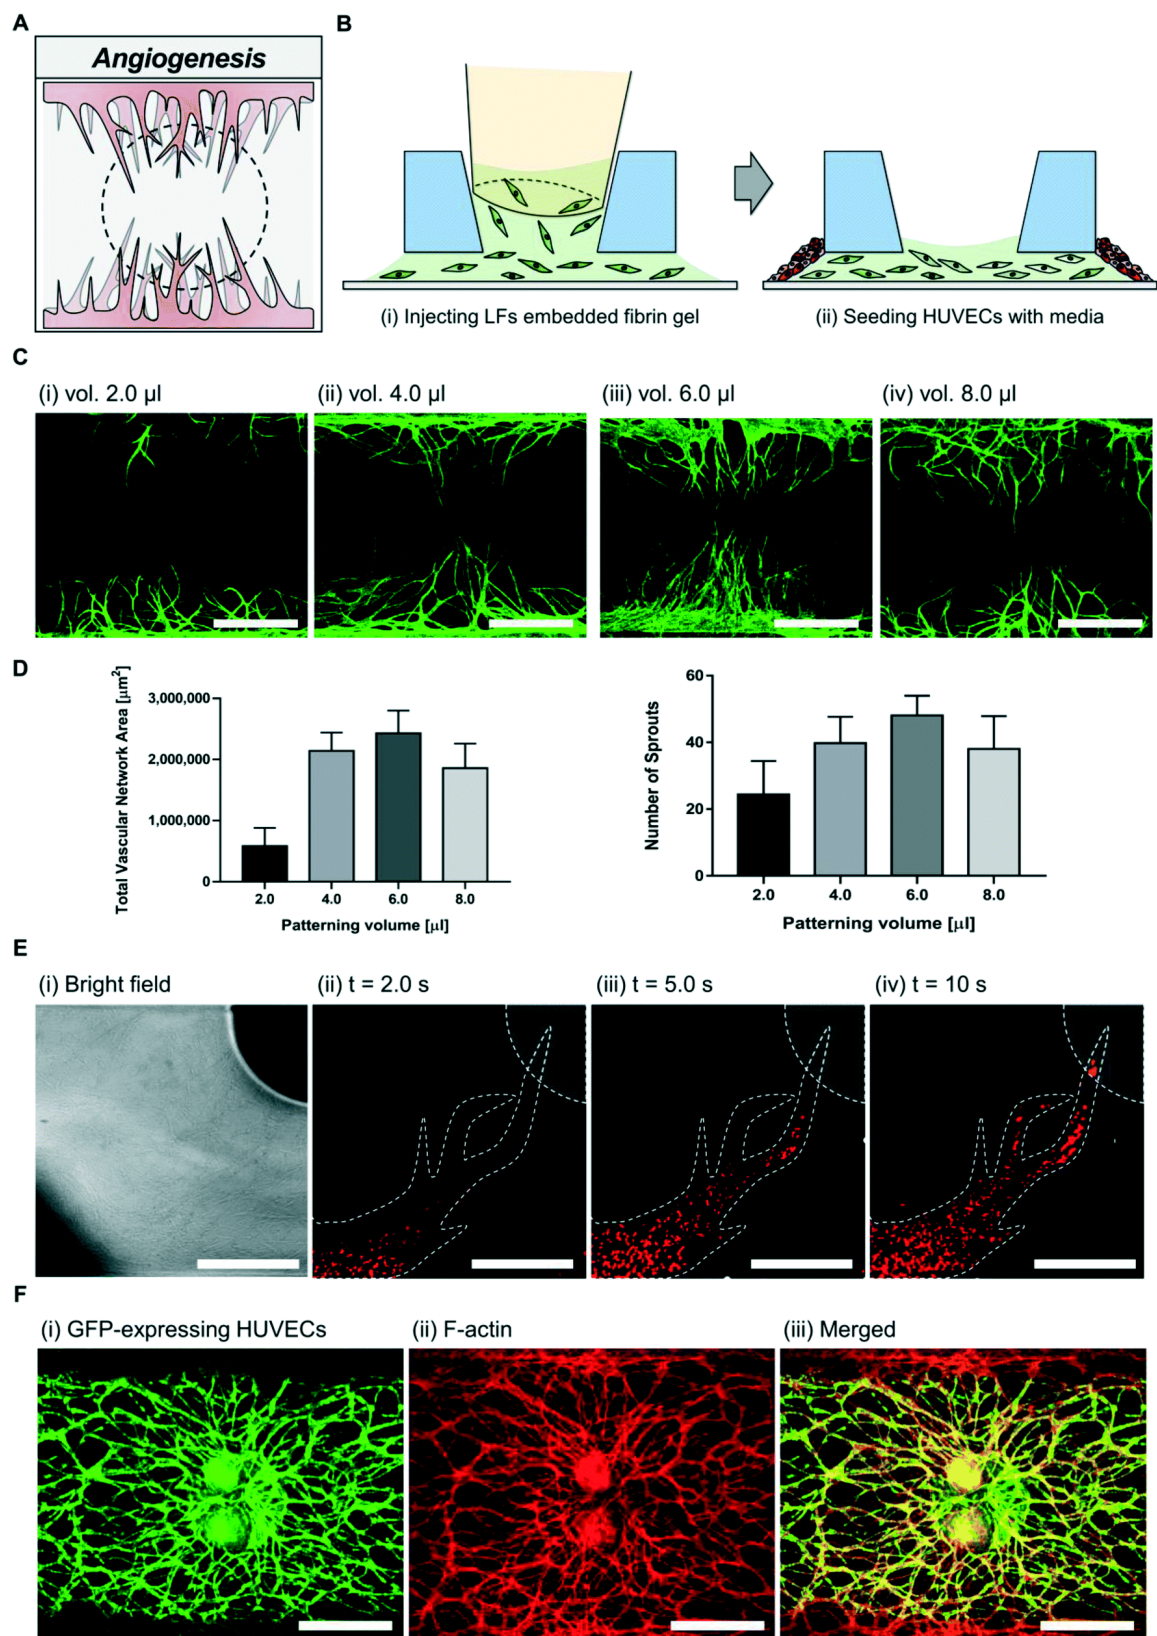 A
Angiogenesis
B
(i) Injecting LFs embedded fibrin gel
(ii) Seeding HUVECs with media
C
(i) vol. 2.0 µl
(ii) vol. 4.0 µl
(iii) vol. 6.0 µl
(iv) vol. 8.0 µl
D
Total Vascular Network Area [µm²]
3,000,000
2,000,000
1,000,000
0
2.0
4.0
6.0
8.0
Patterning volume [µl]
Number of Sprouts
60
40
20
0
2.0
4.0
6.0
8.0
Patterning volume [µl]
E
(i) Bright field
(ii) t = 2.0 s
(iii) t = 5.0 s
(iv) t = 10 s
F
(i) GFP-expressing HUVECs
(ii) F-actin
(iii) Merged